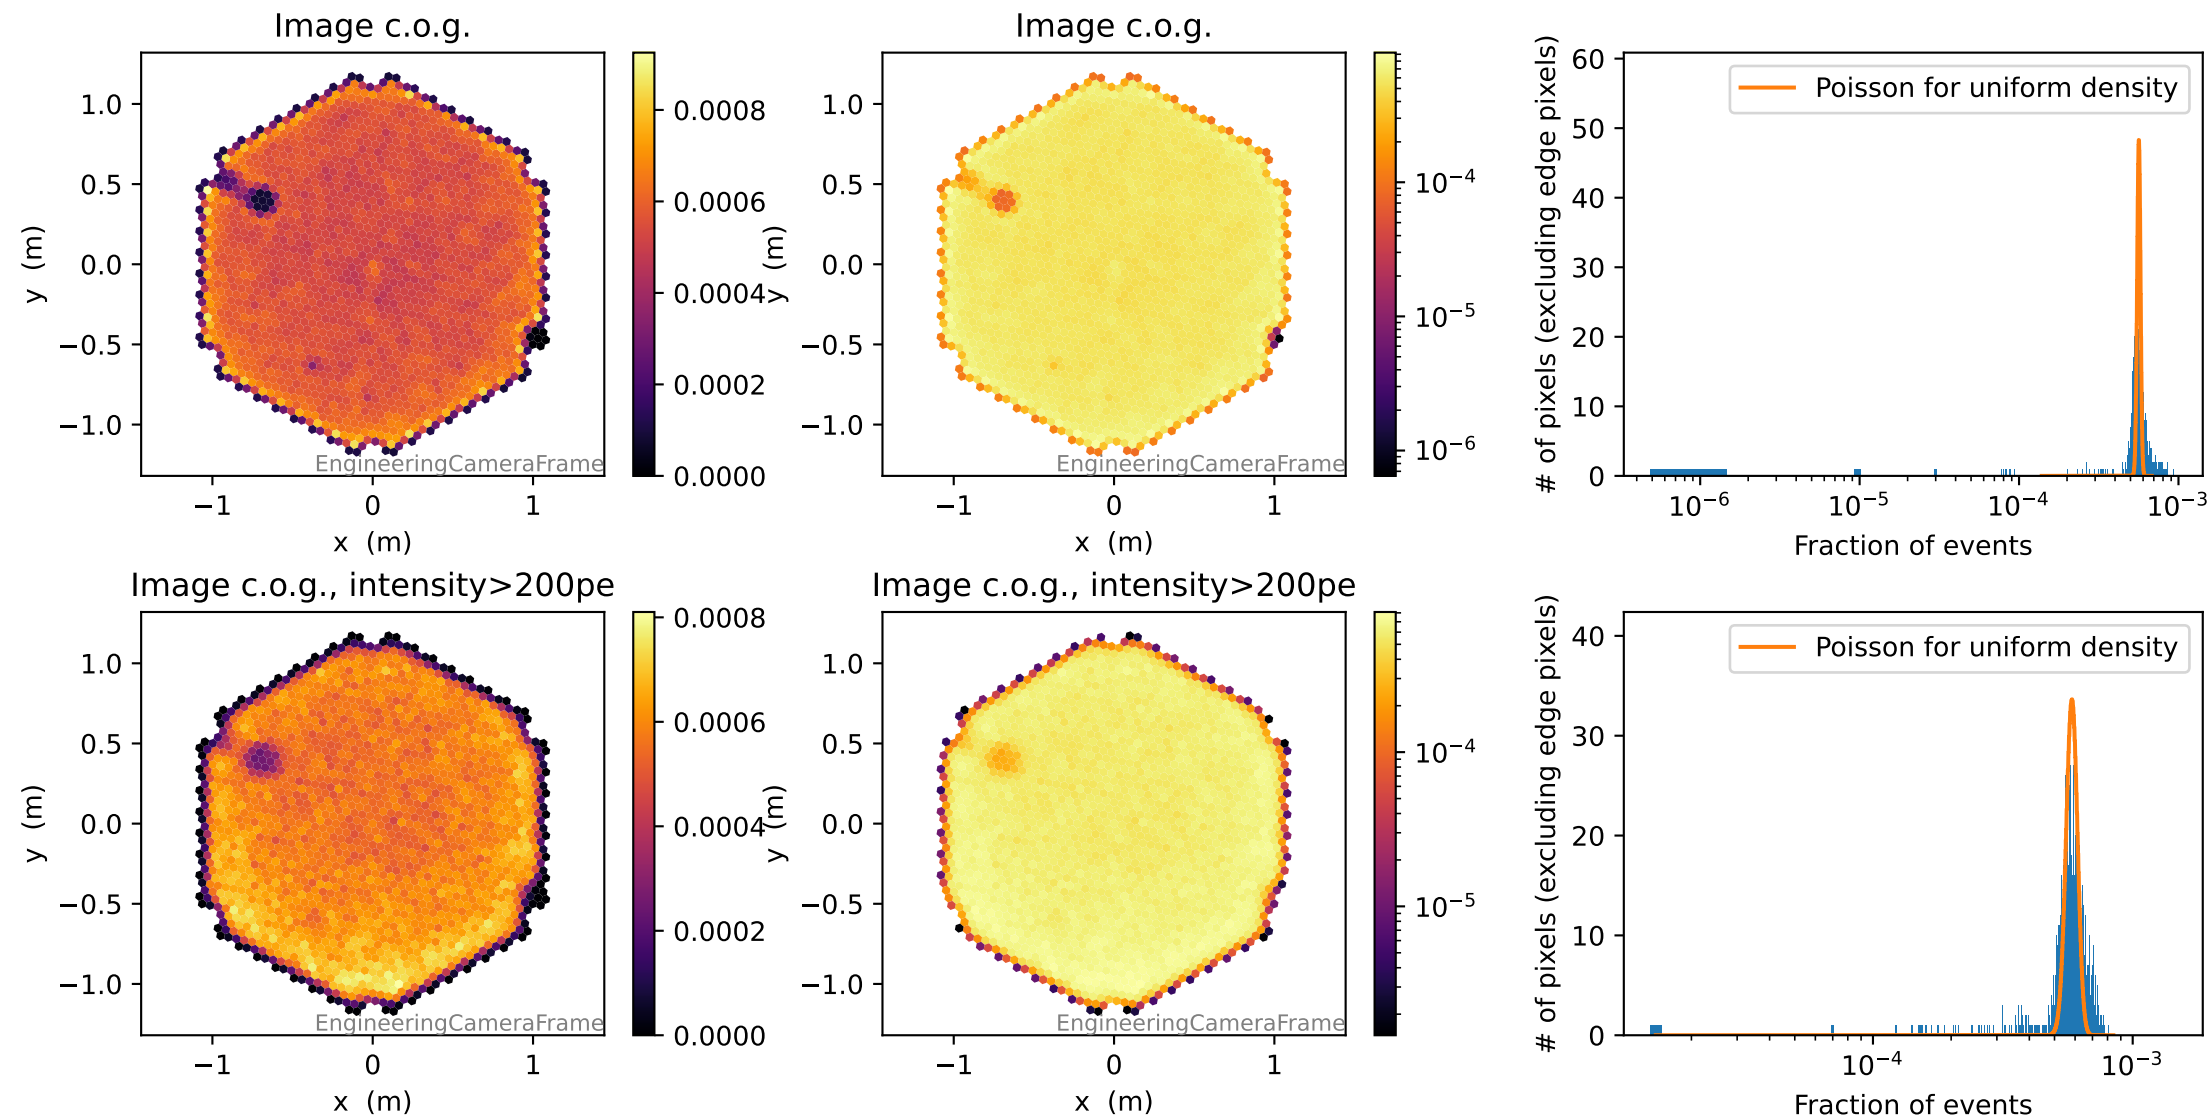 Image c.o.g.
1.0
0.5
0.0
−0.5
−1.0
y (m)
−1
0
1
x (m)
EngineeringCameraFrame
0.0008
0.0006
0.0004
0.0002
0.0000
Image c.o.g.
1.0
0.5
0.0
−0.5
−1.0
y (m)
−1
0
1
x (m)
EngineeringCameraFrame
10⁻⁴
10⁻⁵
10⁻⁶
# of pixels (excluding edge pixels)
60
50
40
30
20
10
0
Poisson for uniform density
10⁻⁶
10⁻⁵
10⁻⁴
10⁻³
Fraction of events
Image c.o.g., intensity>200pe
1.0
0.5
0.0
−0.5
−1.0
y (m)
−1
0
1
x (m)
EngineeringCameraFrame
0.0008
0.0006
0.0004
0.0002
0.0000
Image c.o.g., intensity>200pe
1.0
0.5
0.0
−0.5
−1.0
y (m)
−1
0
1
x (m)
EngineeringCameraFrame
10⁻⁴
10⁻⁵
# of pixels (excluding edge pixels)
40
30
20
10
0
Poisson for uniform density
10⁻⁴
10⁻³
Fraction of events